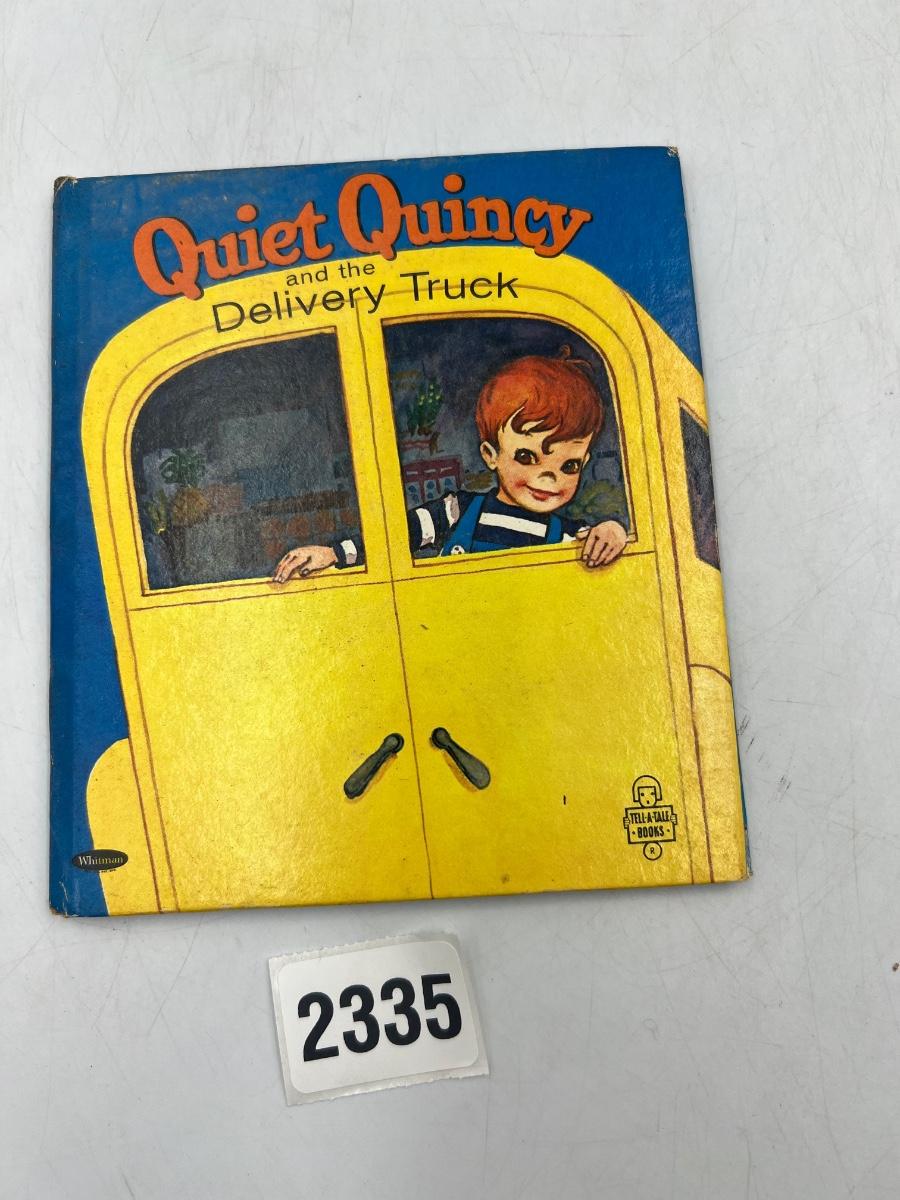 Quiet Quincy
and the
Delivery Truck
TELL-A-TALE
· BOOKS ·
R
Whitman
2335